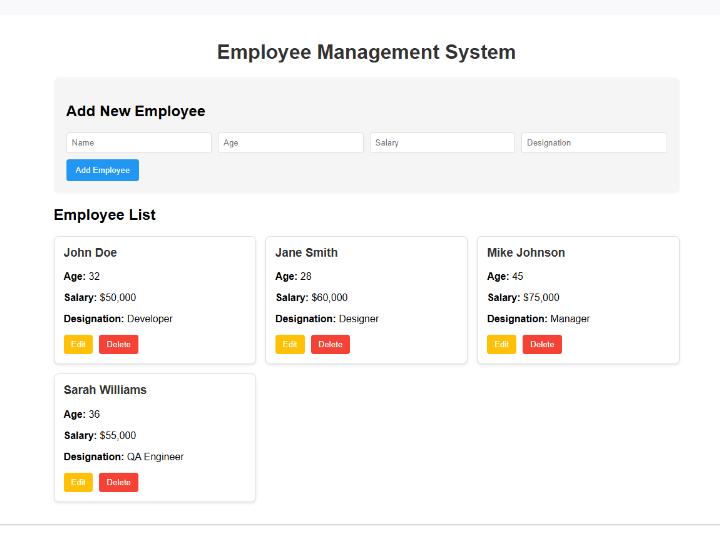 Employee Management System
Add New Employee
Name Age Salary Designation
Add Employee
Employee List
John Doe
Age: 32
Salary: $50,000
Designation: Developer
Edit Delete
Jane Smith
Age: 28
Salary: $60,000
Designation: Designer
Edit Delete
Mike Johnson
Age: 45
Salary: $75,000
Designation: Manager
Edit Delete
Sarah Williams
Age: 36
Salary: $55,000
Designation: QA Engineer
Edit Delete